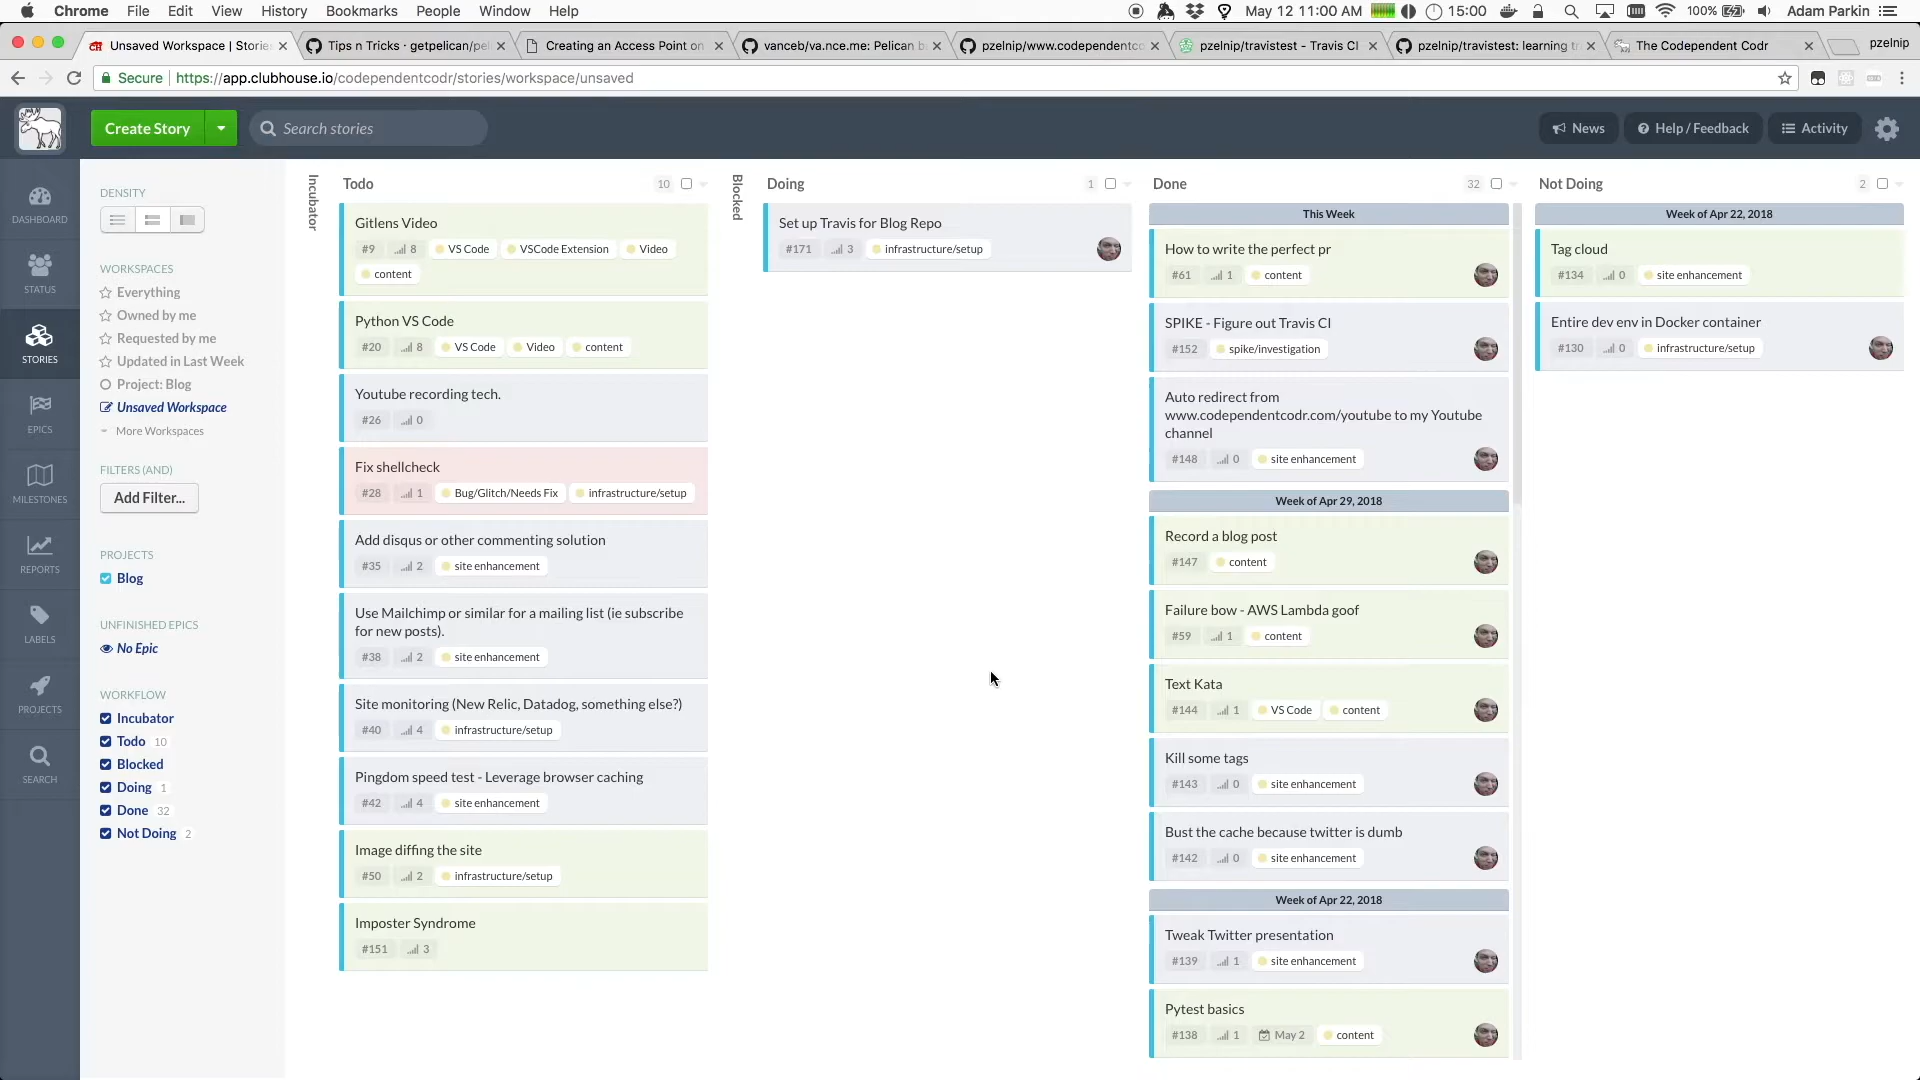 Chrome File Edit View History Bookmarks People Window Help May 12 11:00 AM 15:00 100% Adam Parkin
Unsaved Workspace | Storie Tips n Tricks · getpelican/pel Creating an Access Point on vanceb/va.nce.me: Pelican b pzelnip/www.codependentco pzelnip/travistest - Travis CI pzelnip/travistest: learning tr The Codependent Codr pzelnip
Secure https://app.clubhouse.io/codependentcodr/stories/workspace/unsaved
Create Story Search stories News Help / Feedback Activity
DASHBOARD
STATUS
STORIES
EPICS
MILESTONES
REPORTS
LABELS
PROJECTS
SEARCH
DENSITY
WORKSPACES
Everything
Owned by me
Requested by me
Updated in Last Week
Project: Blog
Unsaved Workspace
More Workspaces
FILTERS (AND)
Add Filter...
PROJECTS
Blog
UNFINISHED EPICS
No Epic
WORKFLOW
Incubator
Todo 10
Blocked
Doing 1
Done 32
Not Doing 2
Incubator
Todo 10
Gitlens Video
#9 8 VS Code VSCode Extension Video
content
Python VS Code
#20 8 VS Code Video content
Youtube recording tech.
#26 0
Fix shellcheck
#28 1 Bug/Glitch/Needs Fix infrastructure/setup
Add disqus or other commenting solution
#35 2 site enhancement
Use Mailchimp or similar for a mailing list (ie subscribe
for new posts).
#38 2 site enhancement
Site monitoring (New Relic, Datadog, something else?)
#40 4 infrastructure/setup
Pingdom speed test - Leverage browser caching
#42 4 site enhancement
Image diffing the site
#50 2 infrastructure/setup
Imposter Syndrome
#151 3
Blocked
Doing 1
Set up Travis for Blog Repo
#171 3 infrastructure/setup
Done 32
This Week
How to write the perfect pr
#61 1 content
SPIKE - Figure out Travis CI
#152 spike/investigation
Auto redirect from
www.codependentcodr.com/youtube to my Youtube
channel
#148 0 site enhancement
Week of Apr 29, 2018
Record a blog post
#147 content
Failure bow - AWS Lambda goof
#59 1 content
Text Kata
#144 1 VS Code content
Kill some tags
#143 0 site enhancement
Bust the cache because twitter is dumb
#142 0 site enhancement
Week of Apr 22, 2018
Tweak Twitter presentation
#139 1 site enhancement
Pytest basics
#138 1 May 2 content
Not Doing 2
Week of Apr 22, 2018
Tag cloud
#134 0 site enhancement
Entire dev env in Docker container
#130 0 infrastructure/setup